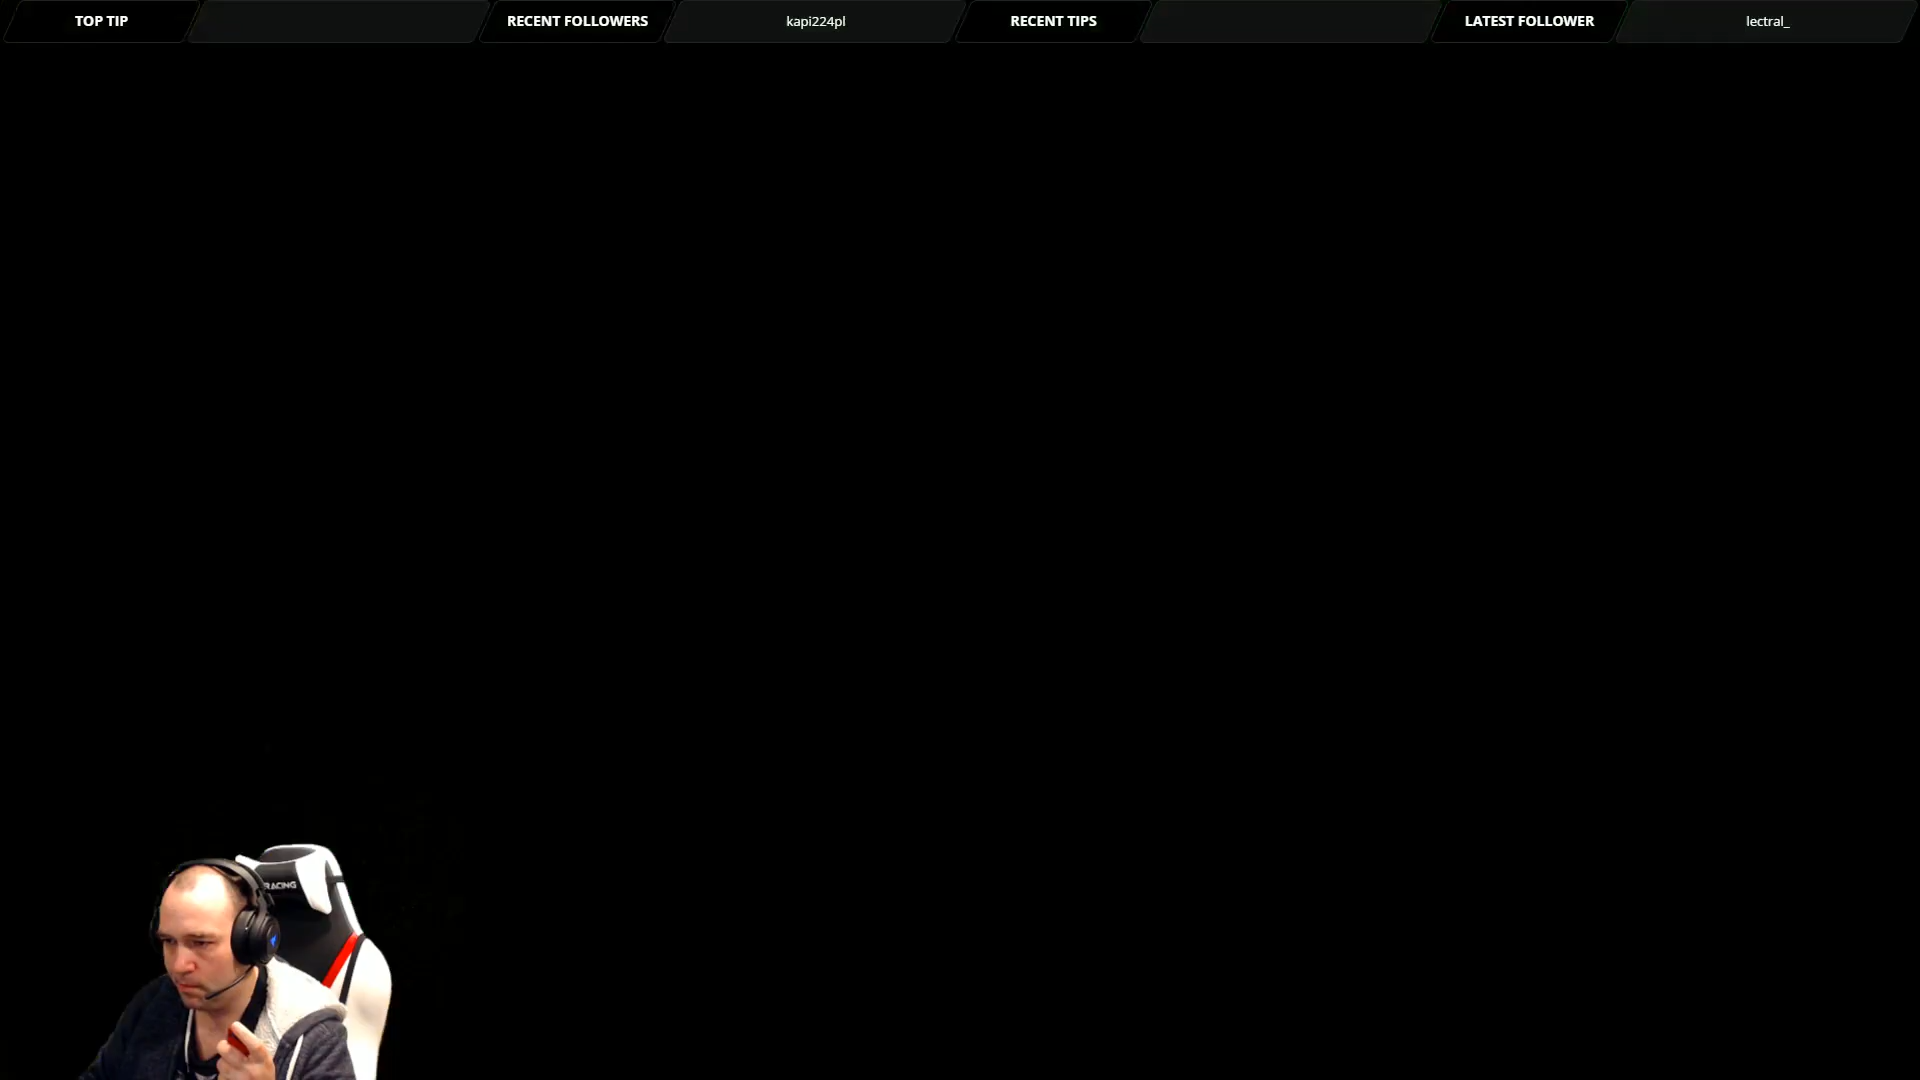 TOP TIP
RECENT FOLLOWERS
kapi224pl
RECENT TIPS
LATEST FOLLOWER
lectral_
RACING